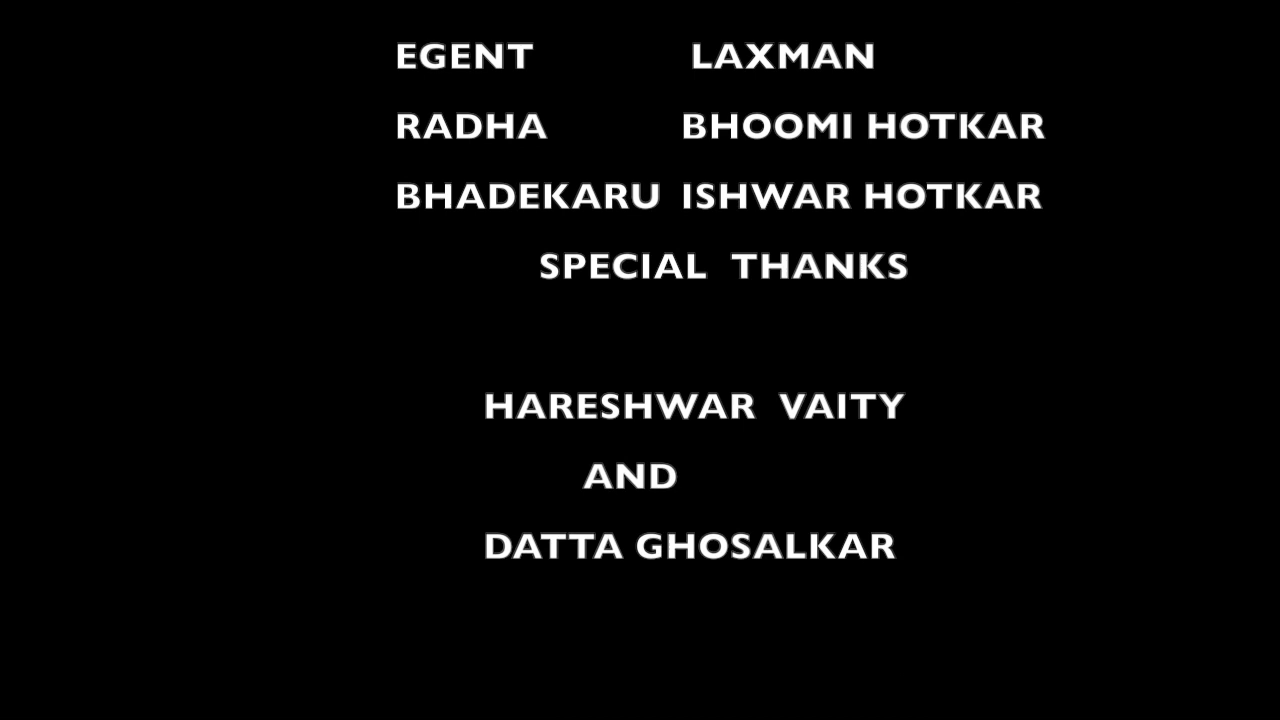 EGENT LAXMAN
RADHA BHOOMI HOTKAR
BHADEKARU ISHWAR HOTKAR
SPECIAL THANKS
HARESHWAR VAITY
AND
DATTA GHOSALKAR